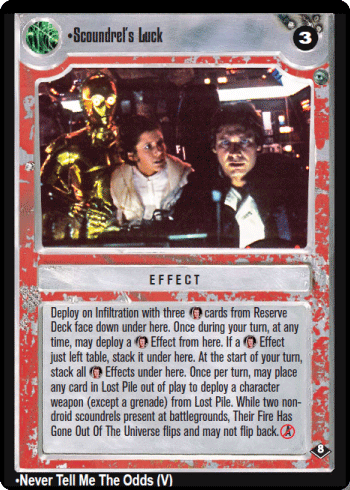 •Scoundrel's Luck
3
EFFECT
Deploy on Infiltration with three cards from Reserve
Deck face down under here. Once during your turn, at any
time, may deploy a Effect from here. If a Effect
just left table, stack it under here. At the start of your turn,
stack all Effects under here. Once per turn, may place
any card in Lost Pile out of play to deploy a character
weapon (except a grenade) from Lost Pile. While two non-
droid scoundrels present at battlegrounds, Their Fire Has
Gone Out Of The Universe flips and may not flip back. A
8
•Never Tell Me The Odds (V)